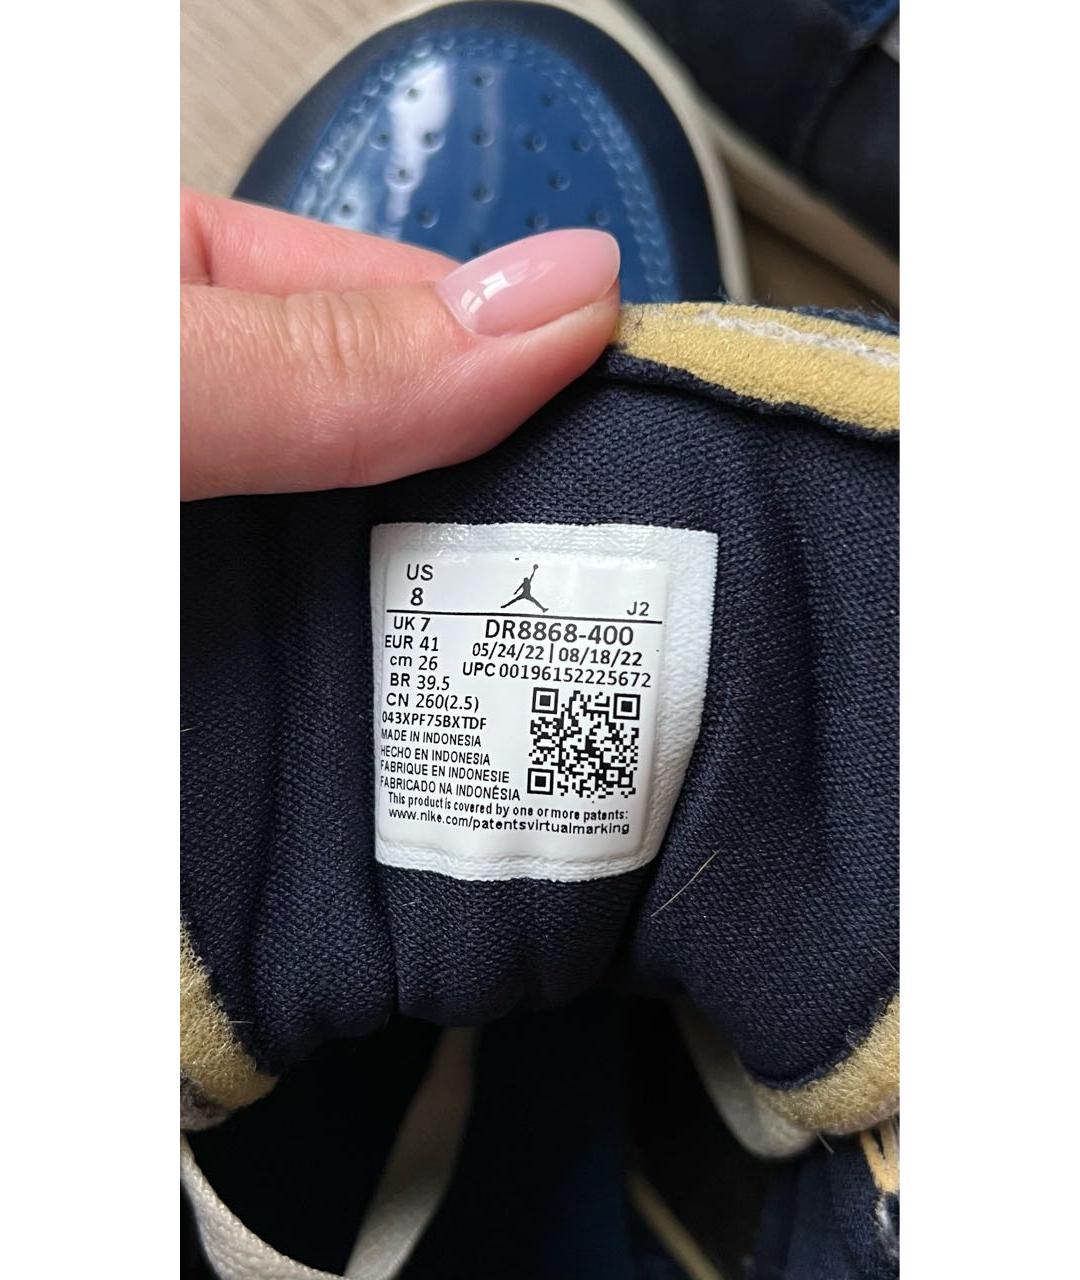 US
8
J2
UK 7
DR8868-400
EUR 41
05/24/22 | 08/18/22
cm 26
UPC 00196152225672
BR 39.5
CN 260(2.5)
043XPF75BXTDF
MADE IN INDONESIA
HECHO EN INDONESIA
FABRIQUE EN INDONESIE
FABRICADO NA INDONÉSIA
This product is covered by one or more patents:
www.nike.com/patentsvirtualmarking